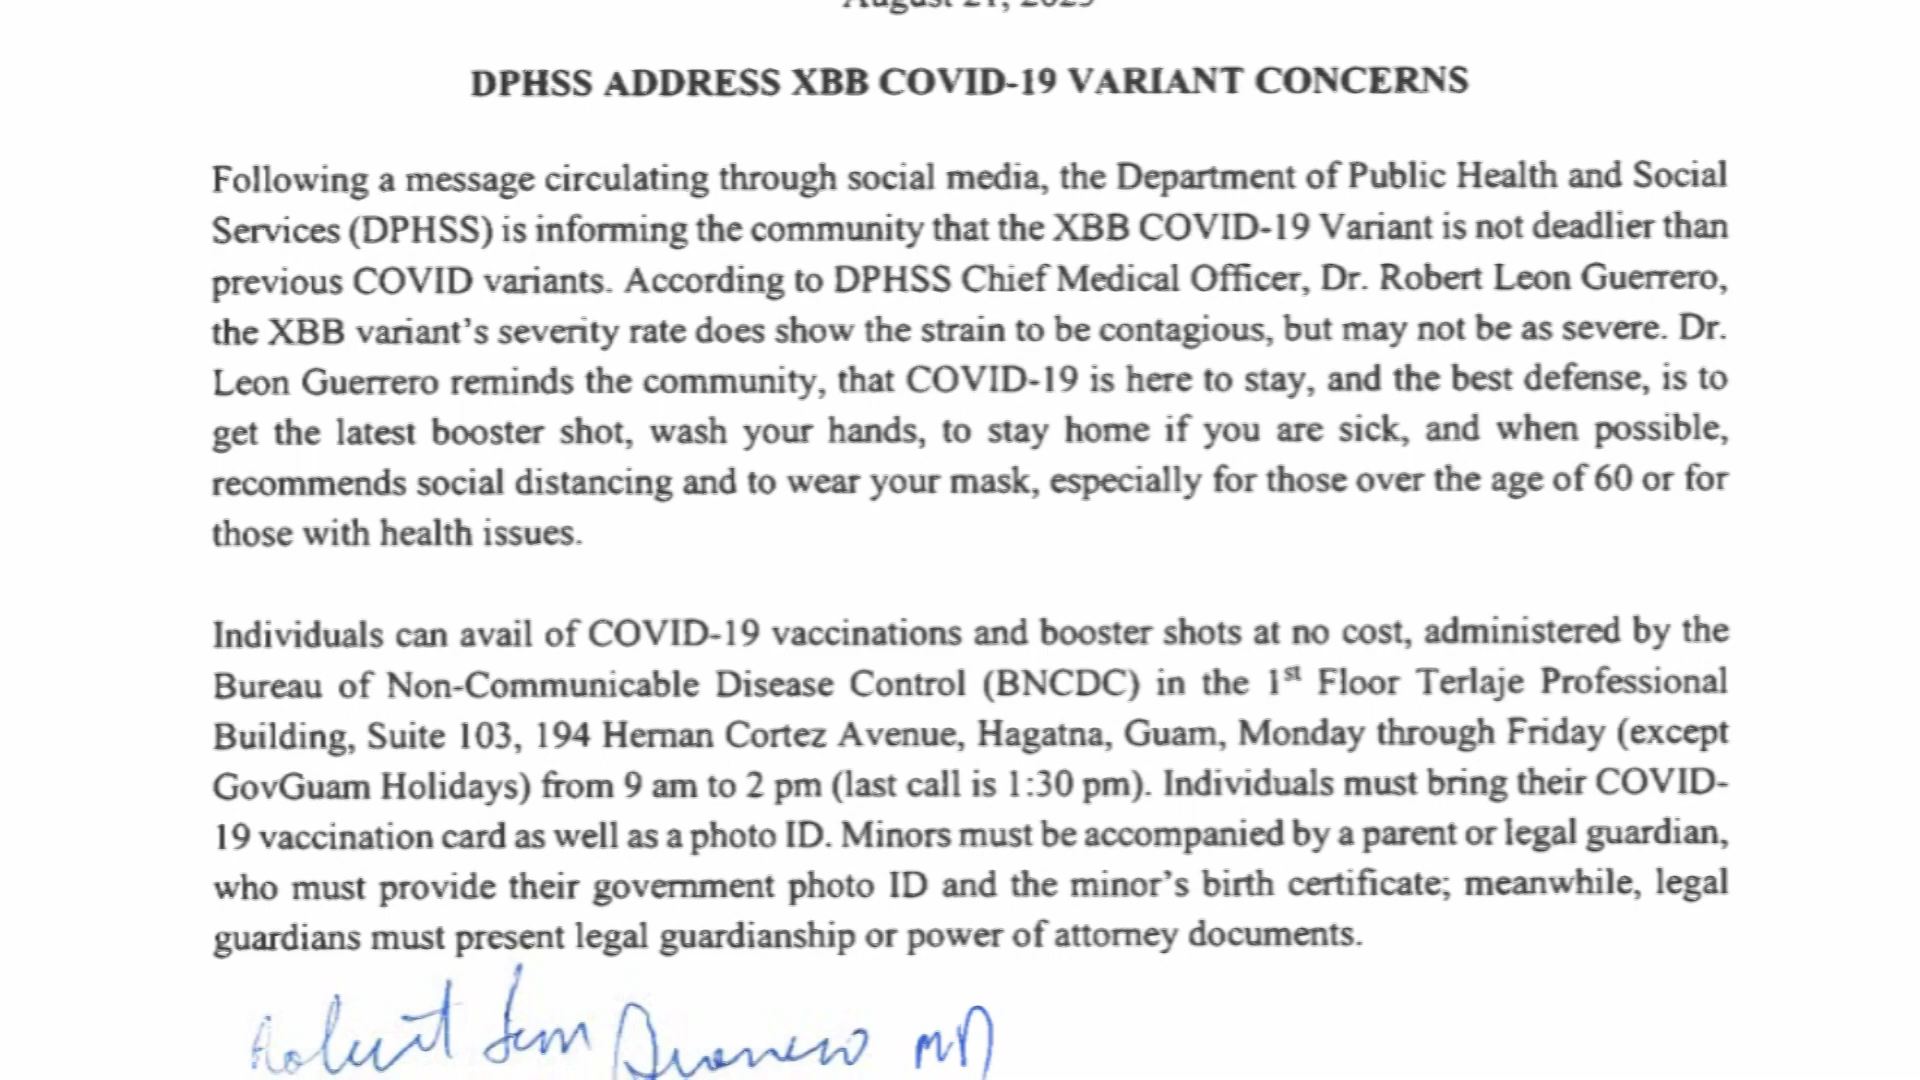 August 21, 2023
DPHSS ADDRESS XBB COVID-19 VARIANT CONCERNS
Following a message circulating through social media, the Department of Public Health and Social
Services (DPHSS) is informing the community that the XBB COVID-19 Variant is not deadlier than
previous COVID variants. According to DPHSS Chief Medical Officer, Dr. Robert Leon Guerrero,
the XBB variant's severity rate does show the strain to be contagious, but may not be as severe. Dr.
Leon Guerrero reminds the community, that COVID-19 is here to stay, and the best defense, is to
get the latest booster shot, wash your hands, to stay home if you are sick, and when possible,
recommends social distancing and to wear your mask, especially for those over the age of 60 or for
those with health issues.
Individuals can avail of COVID-19 vaccinations and booster shots at no cost, administered by the
Bureau of Non-Communicable Disease Control (BNCDC) in the 1st Floor Terlaje Professional
Building, Suite 103, 194 Hernan Cortez Avenue, Hagatna, Guam, Monday through Friday (except
GovGuam Holidays) from 9 am to 2 pm (last call is 1:30 pm). Individuals must bring their COVID-
19 vaccination card as well as a photo ID. Minors must be accompanied by a parent or legal guardian,
who must provide their government photo ID and the minor's birth certificate; meanwhile, legal
guardians must present legal guardianship or power of attorney documents.
Robert Leon Guerrero MD